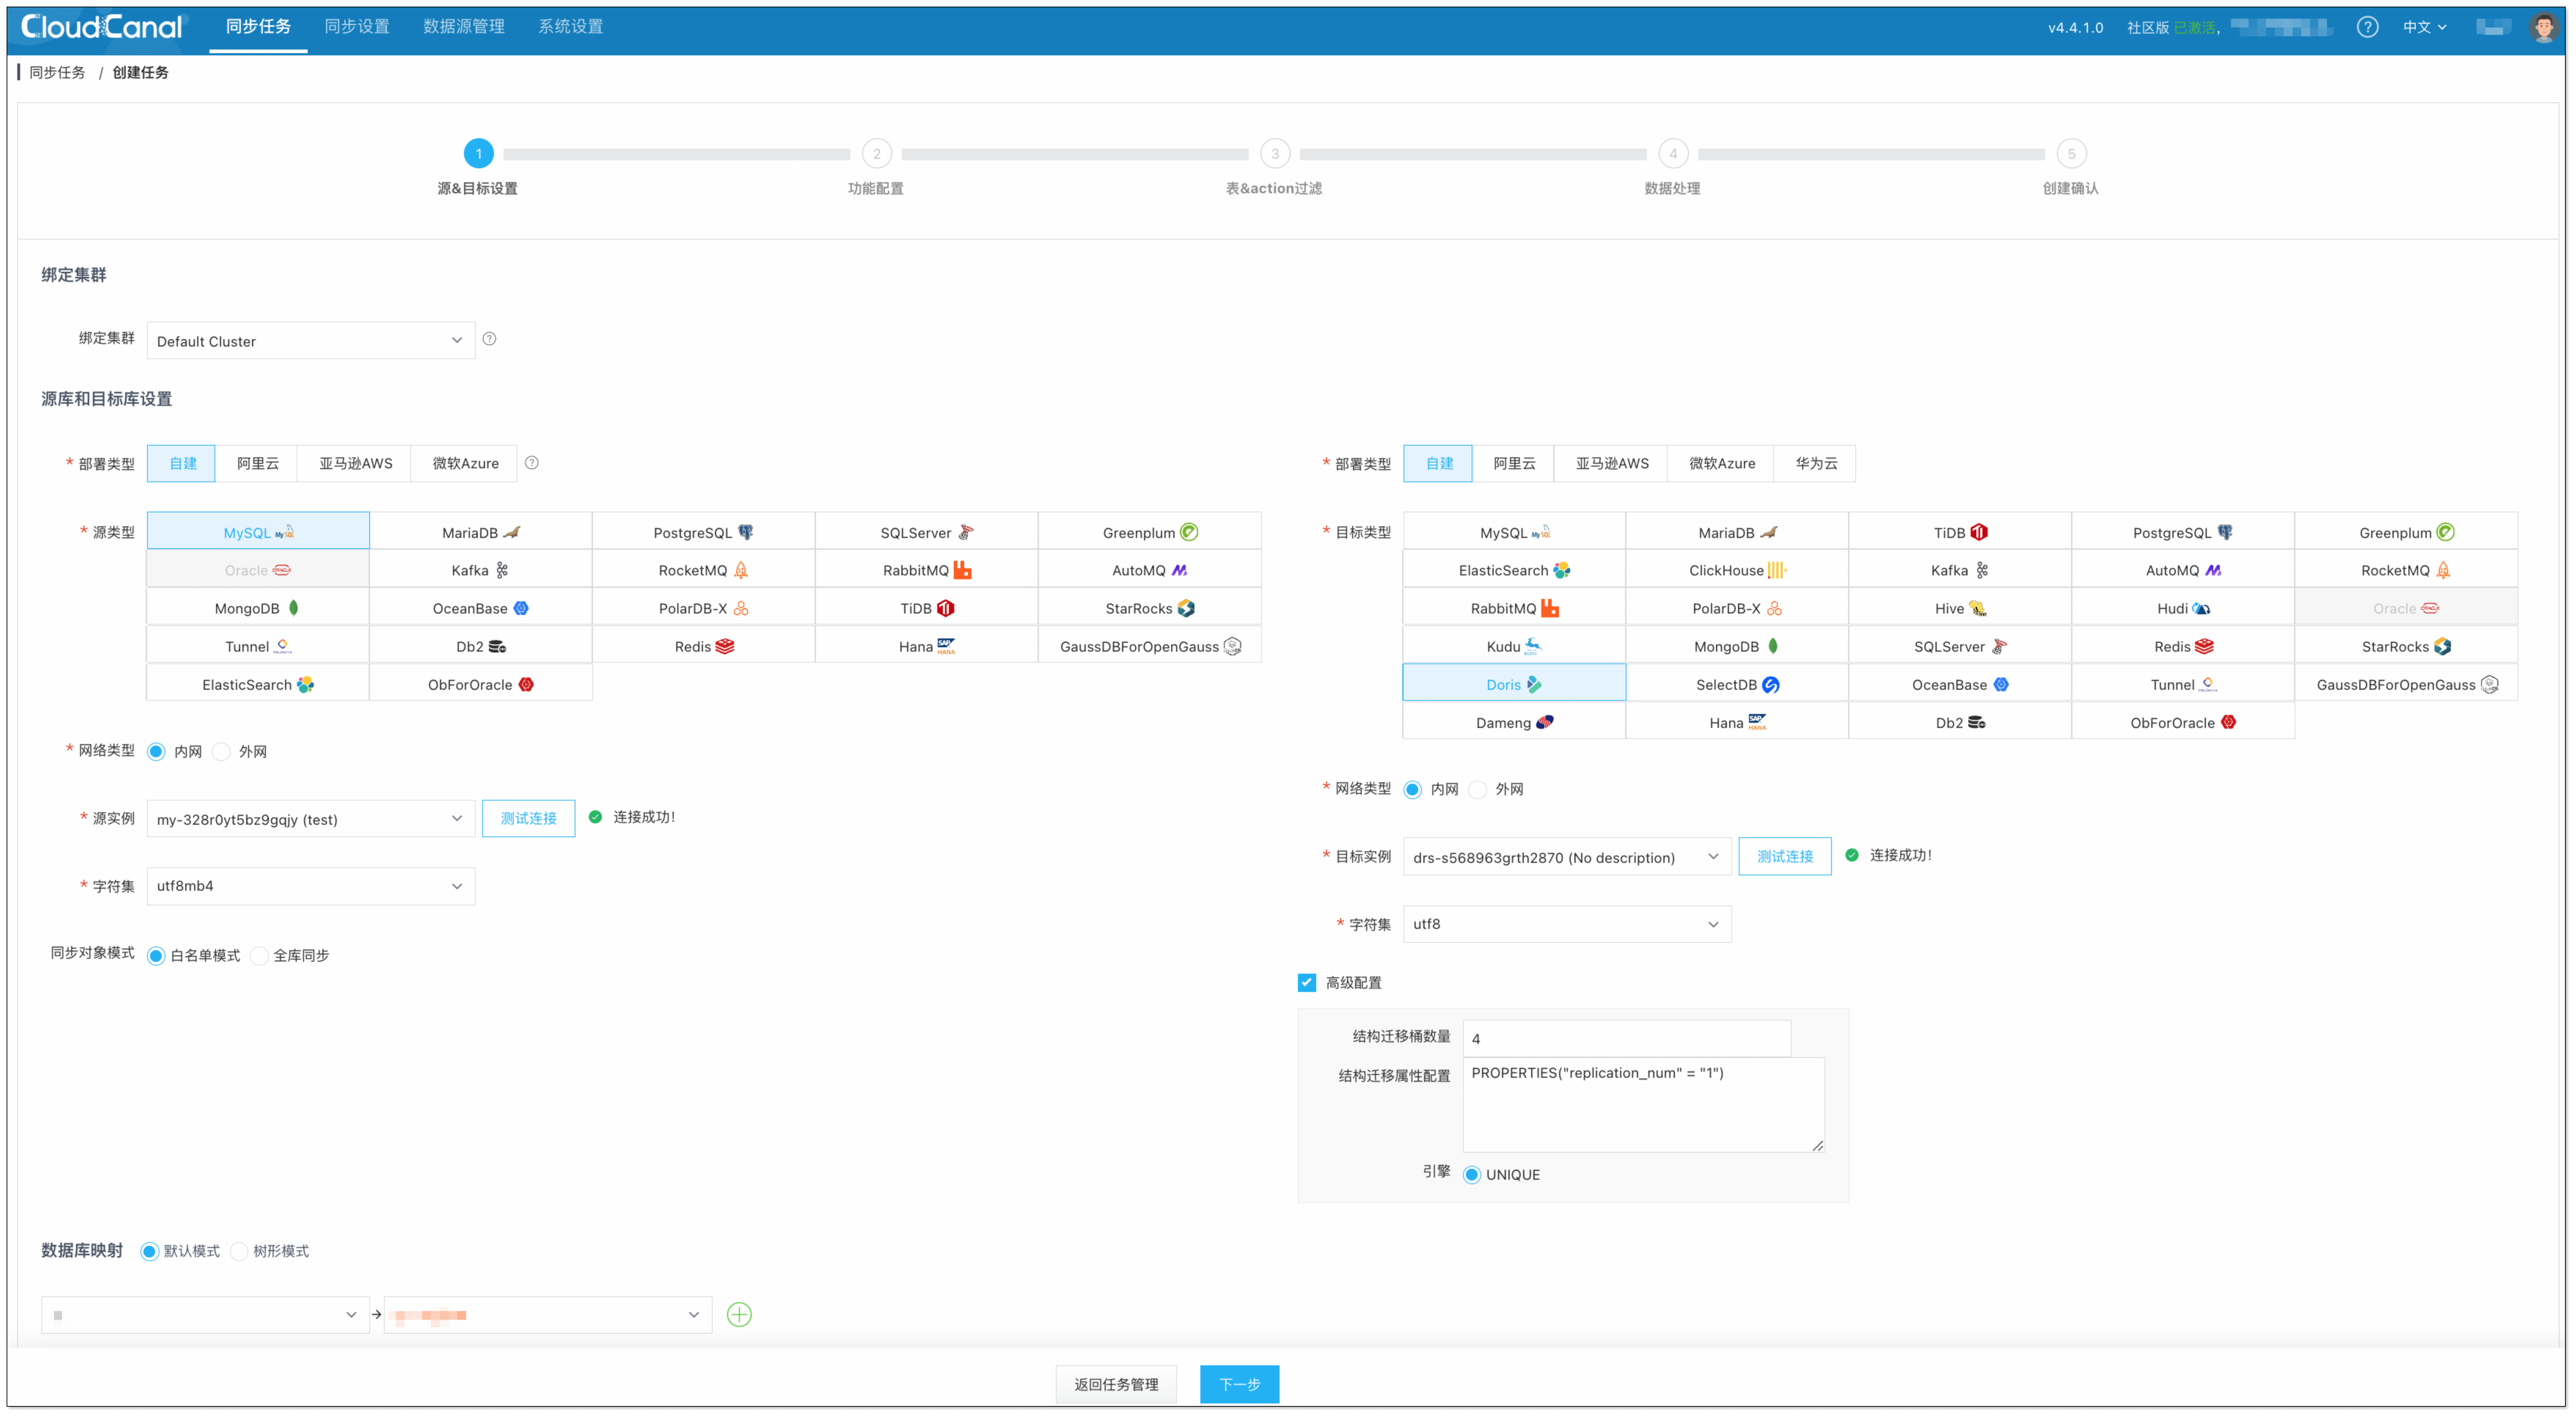 CloudCanal 同步任务 同步设置 数据源管理 系统设置 v4.4.1.0 社区版 已激活, 中文
同步任务 / 创建任务
1 2 3 4 5
源&目标设置 功能配置 表&action过滤 数据处理 创建确认
绑定集群
绑定集群 Default Cluster
源库和目标库设置
* 部署类型 自建 阿里云 亚马逊AWS 微软Azure
* 源类型 MySQL MariaDB PostgreSQL SQLServer Greenplum
Oracle Kafka RocketMQ RabbitMQ AutoMQ
MongoDB OceanBase PolarDB-X TiDB StarRocks
Tunnel Db2 Redis Hana GaussDBForOpenGauss
ElasticSearch ObForOracle
* 网络类型 内网 外网
* 源实例 my-328r0yt5bz9gqjy (test) 测试连接 连接成功!
* 字符集 utf8mb4
同步对象模式 白名单模式 全库同步
* 部署类型 自建 阿里云 亚马逊AWS 微软Azure 华为云
* 目标类型 MySQL MariaDB TiDB PostgreSQL Greenplum
ElasticSearch ClickHouse Kafka AutoMQ RocketMQ
RabbitMQ PolarDB-X Hive Hudi Oracle
Kudu MongoDB SQLServer Redis StarRocks
Doris SelectDB OceanBase Tunnel GaussDBForOpenGauss
Dameng Hana Db2 ObForOracle
* 网络类型 内网 外网
* 目标实例 drs-s568963grth2870 (No description) 测试连接 连接成功!
* 字符集 utf8
高级配置
结构迁移桶数量 4
结构迁移属性配置 PROPERTIES("replication_num" = "1")
引擎 UNIQUE
数据库映射 默认模式 树形模式
返回任务管理 下一步